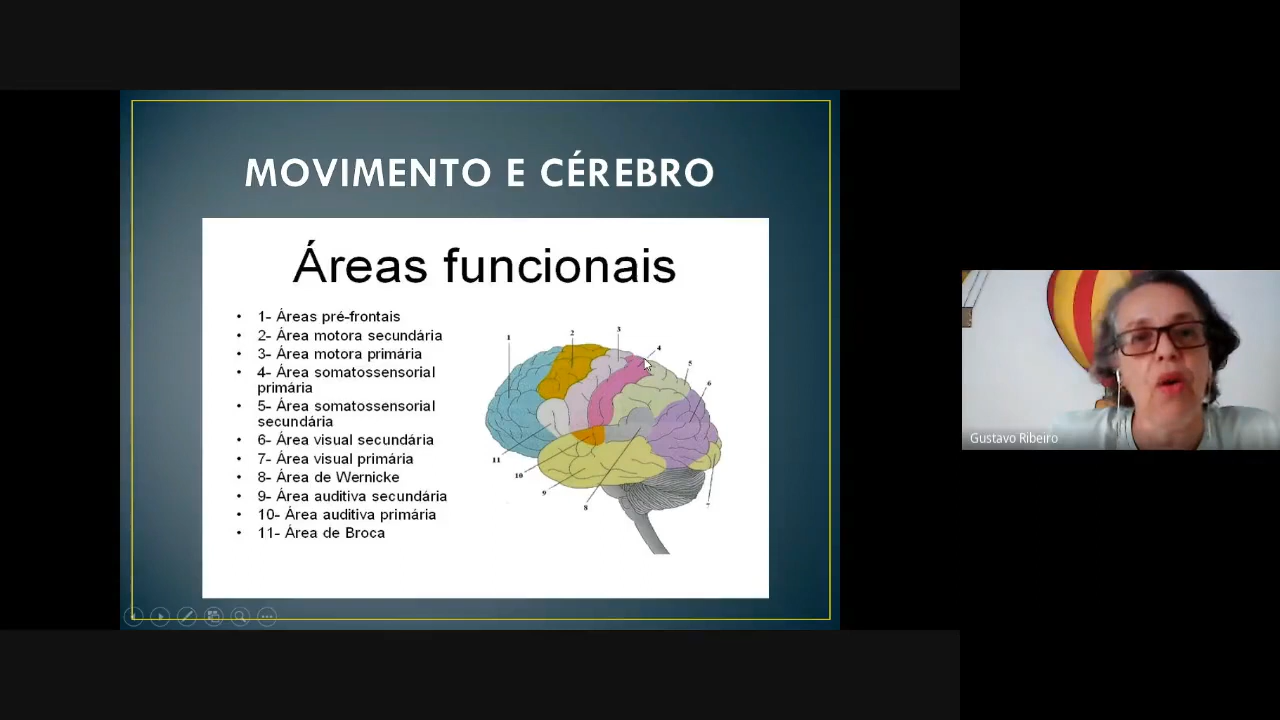 MOVIMENTO E CÉREBRO
Áreas funcionais
• 1- Áreas pré-frontais
• 2- Área motora secundária
• 3- Área motora primária
• 4- Área somatossensorial
primária
• 5- Área somatossensorial
secundária
• 6- Área visual secundária
• 7- Área visual primária
• 8- Área de Wernicke
• 9- Área auditiva secundária
• 10- Área auditiva primária
• 11- Área de Broca
1
2
3
4
5
6
11
10
9
8
7
Gustavo Ribeiro